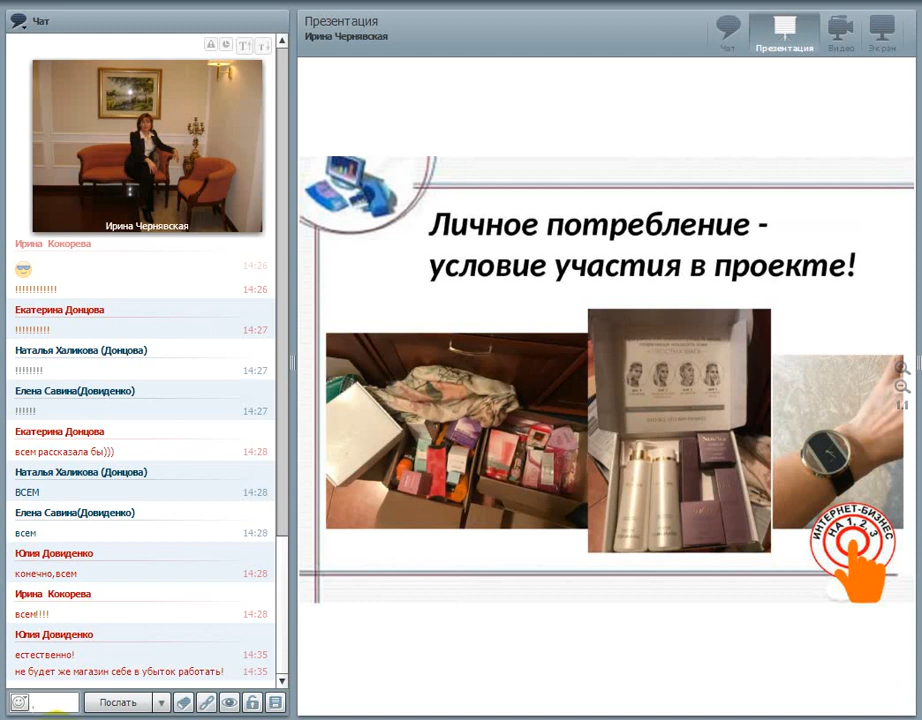 Чат
Ирина Чернявская
Ирина Кокорева
14:26
!!!!!!!!!!!! 14:26
Екатерина Донцова
!!!!!!!!!! 14:27
Наталья Халикова (Донцова)
!!!!!!!! 14:27
Елена Савина(Довиденко)
!!!!!! 14:27
Екатерина Донцова
всем рассказала бы))) 14:28
Наталья Халикова (Донцова)
ВСЕМ 14:28
Елена Савина(Довиденко)
всем 14:28
Юлия Довиденко
конечно,всем 14:28
Ирина Кокорева
всем!!!! 14:28
Юлия Довиденко
естественно! 14:35
не будет же магазин себе в убыток работать! 14:35
Послать
Презентация
Ирина Чернявская
Чат
Презентация
Видео
Экран
Личное потребление -
условие участия в проекте!
1:1
ИНТЕРНЕТ-БИЗНЕС
НА 1, 2, 3